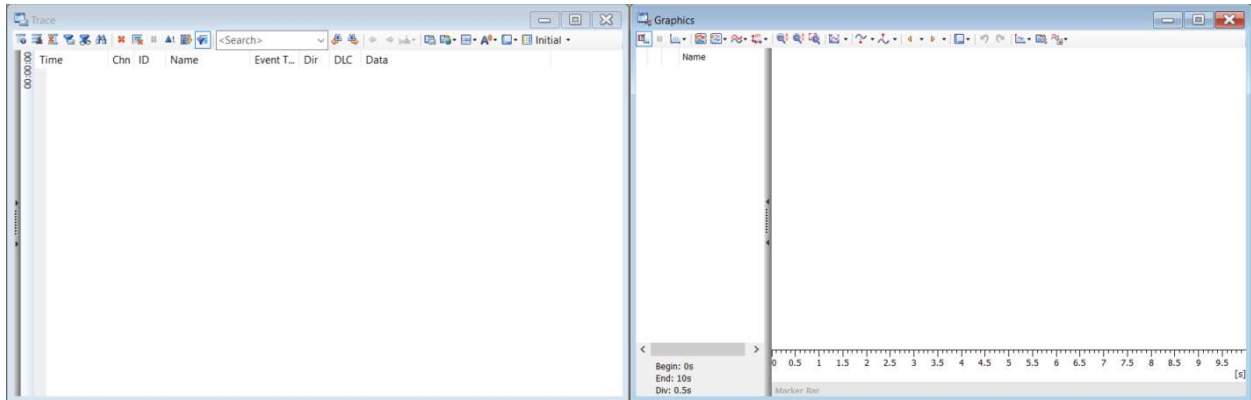 Trace
<Search>
Initial
Time Chn ID Name Event T... Dir DLC Data
00:00:00
Graphics
Name
Begin: 0s
End: 10s
Div: 0.5s
0 0.5 1 1.5 2 2.5 3 3.5 4 4.5 5 5.5 6 6.5 7 7.5 8 8.5 9 9.5
[s]
Marker Bar